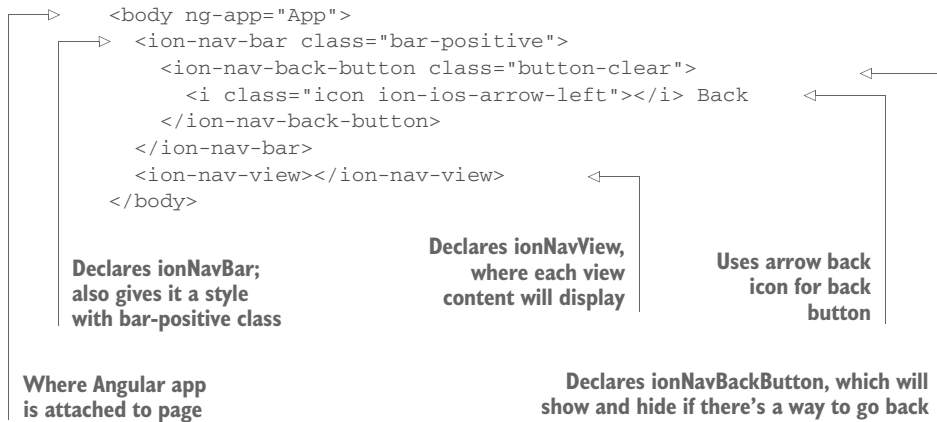 <body ng-app="App">
<ion-nav-bar class="bar-positive">
<ion-nav-back-button class="button-clear">
<i class="icon ion-ios-arrow-left"></i> Back
</ion-nav-back-button>
</ion-nav-bar>
<ion-nav-view></ion-nav-view>
</body>
Declares ionNavBar;
also gives it a style
with bar-positive class
Declares ionNavView,
where each view
content will display
Uses arrow back
icon for back
button
Where Angular app
is attached to page
Declares ionNavBackButton, which will
show and hide if there's a way to go back